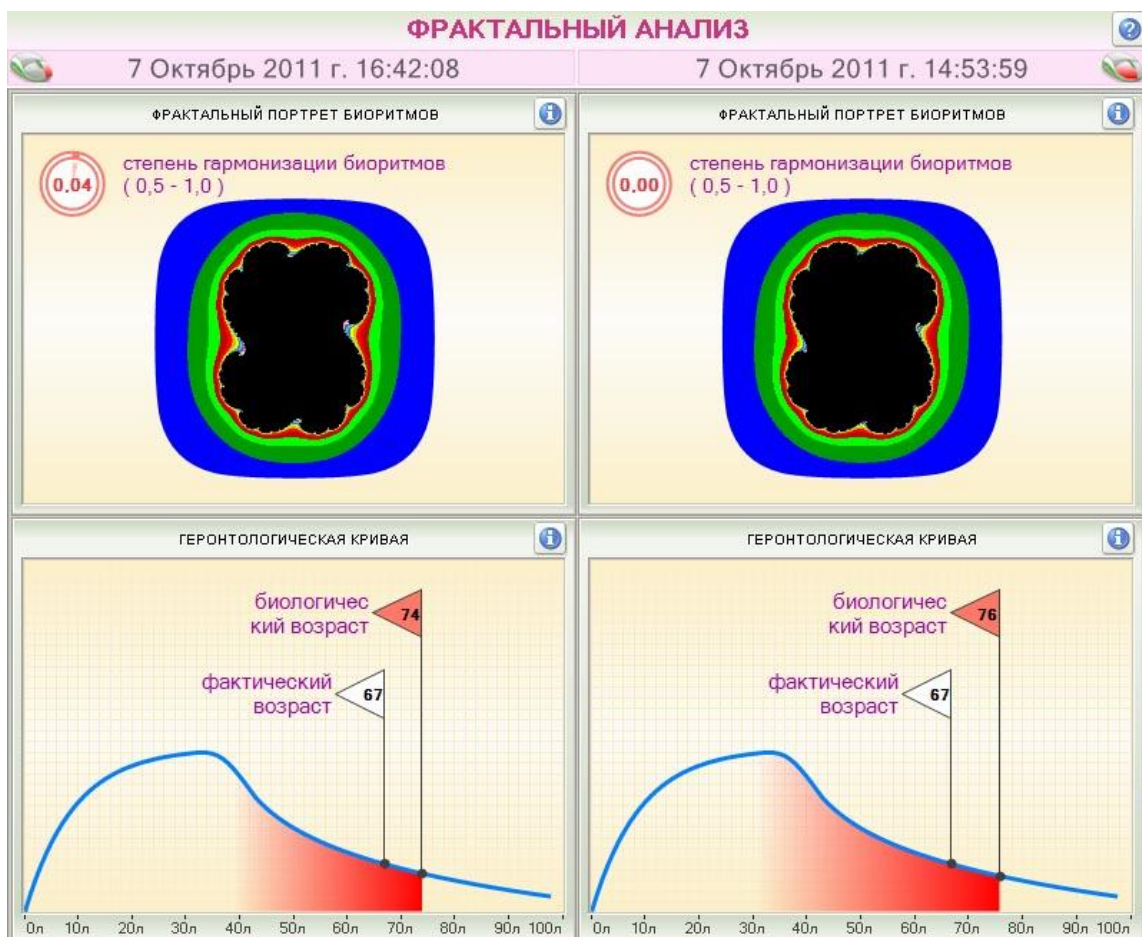 ФРАКТАЛЬНЫЙ АНАЛИЗ
7 Октябрь 2011 г. 16:42:08
7 Октябрь 2011 г. 14:53:59
ФРАКТАЛЬНЫЙ ПОРТРЕТ БИОРИТМОВ
0.04
степень гармонизации биоритмов
( 0,5 - 1,0 )
ФРАКТАЛЬНЫЙ ПОРТРЕТ БИОРИТМОВ
0.00
степень гармонизации биоритмов
( 0,5 - 1,0 )
ГЕРОНТОЛОГИЧЕСКАЯ КРИВАЯ
биологичес
кий возраст
74
фактический
возраст
67
0л 10л 20л 30л 40л 50л 60л 70л 80л 90л 100л
ГЕРОНТОЛОГИЧЕСКАЯ КРИВАЯ
биологичес
кий возраст
76
фактический
возраст
67
0л 10л 20л 30л 40л 50л 60л 70л 80л 90л 100л